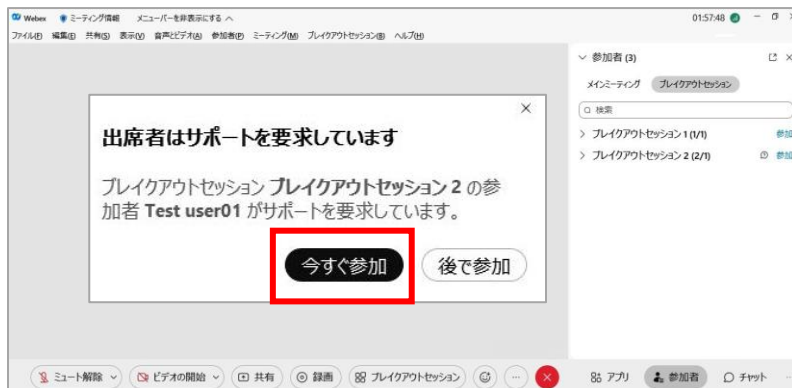 Webex ミーティング情報 メニューバーを非表示にする へ 01:57:48
ファイル(F) 編集(E) 共有(S) 表示(V) 音声とビデオ(A) 参加者(P) ミーティング(M) ブレイクアウトセッション(B) ヘルプ(H)
参加者 (3)
メインミーティング ブレイクアウトセッション
検索
ブレイクアウトセッション 1 (1/1) 参加
ブレイクアウトセッション 2 (2/1) 参加
出席者はサポートを要求しています
ブレイクアウトセッション ブレイクアウトセッション 2 の参
加者 Test user01 がサポートを要求しています。
今すぐ参加 後で参加
ミュート解除 ビデオの開始 共有 録画 ブレイクアウトセッション アプリ 参加者 チャット